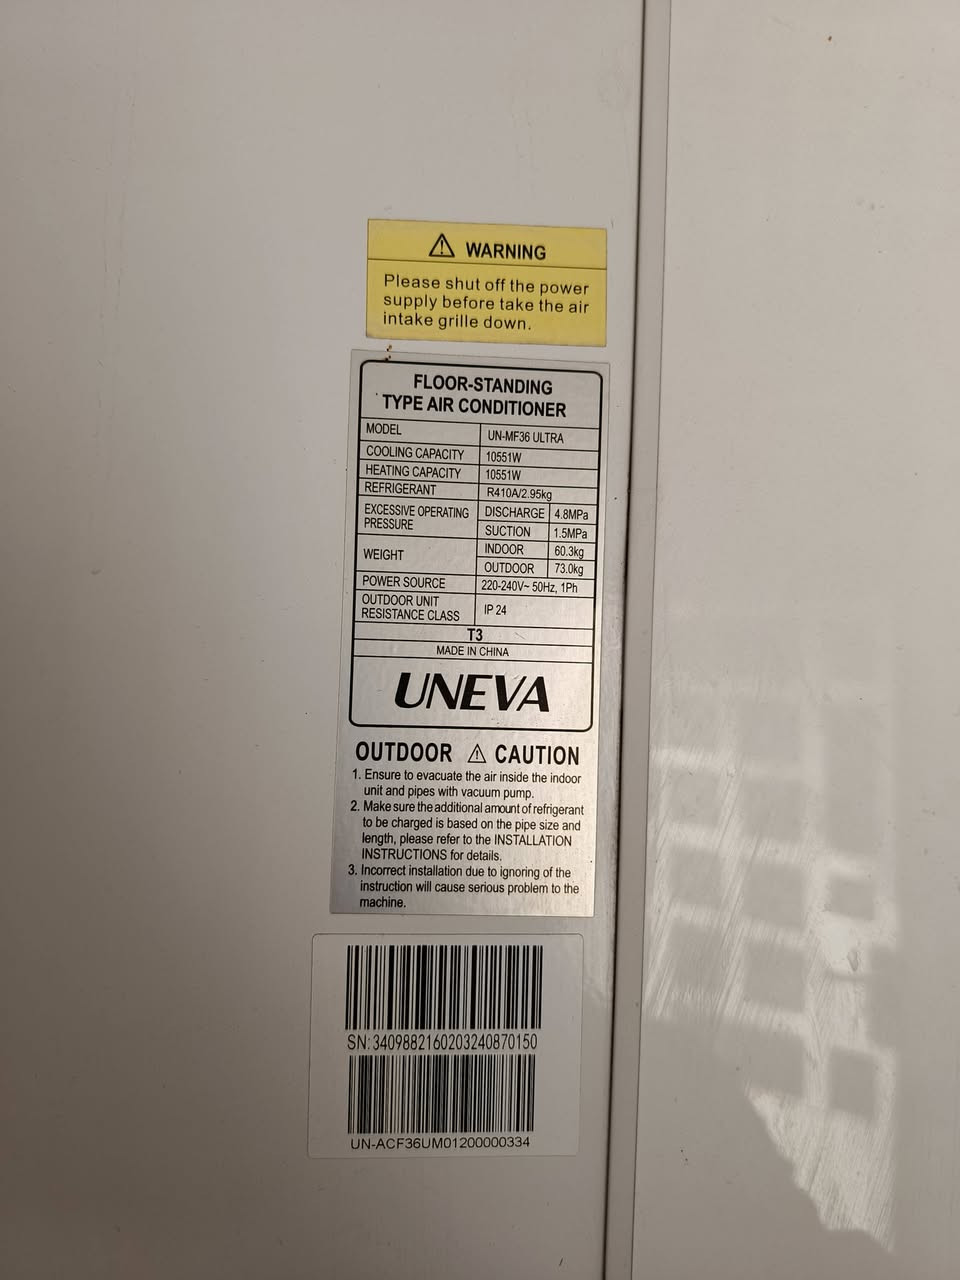 ⚠ WARNING
Please shut off the power
supply before take the air
intake grille down.
FLOOR-STANDING
TYPE AIR CONDITIONER
MODEL UN-MF36 ULTRA
COOLING CAPACITY 10551W
HEATING CAPACITY 10551W
REFRIGERANT R410A/2.95kg
EXCESSIVE OPERATING
PRESSURE
DISCHARGE 4.8MPa
SUCTION 1.5MPa
WEIGHT
INDOOR 60.3kg
OUTDOOR 73.0kg
POWER SOURCE 220-240V~ 50Hz, 1Ph
OUTDOOR UNIT
RESISTANCE CLASS
IP 24
T3
MADE IN CHINA
UNEVA
OUTDOOR ⚠ CAUTION
1. Ensure to evacuate the air inside the indoor
unit and pipes with vacuum pump.
2. Make sure the additional amount of refrigerant
to be charged is based on the pipe size and
length, please refer to the INSTALLATION
INSTRUCTIONS for details.
3. Incorrect installation due to ignoring of the
instruction will cause serious problem to the
machine.
SN: 3409882160203240870150
UN-ACF36UM01200000334